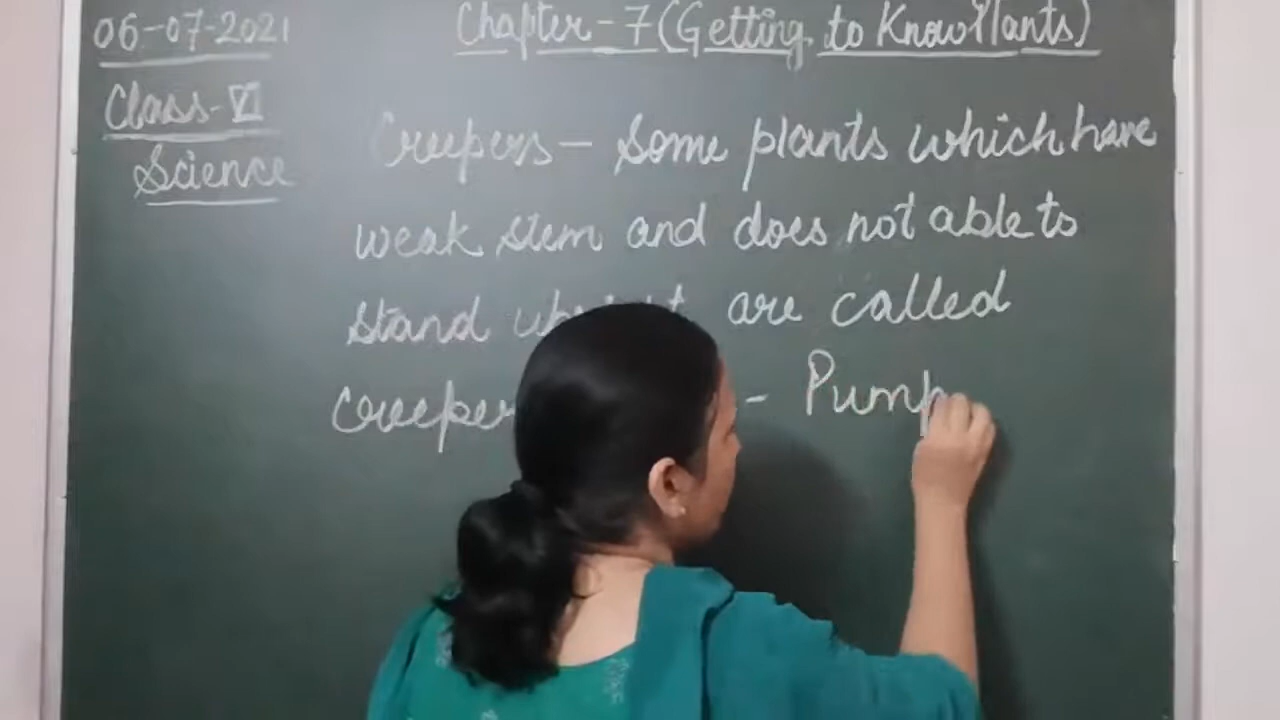 06-07-2021
Chapter-7(Getting to Know Plants)
Class-VI
Science
Creepers- Some plants which have
weak stem and does not able to
stand are called
- Pump